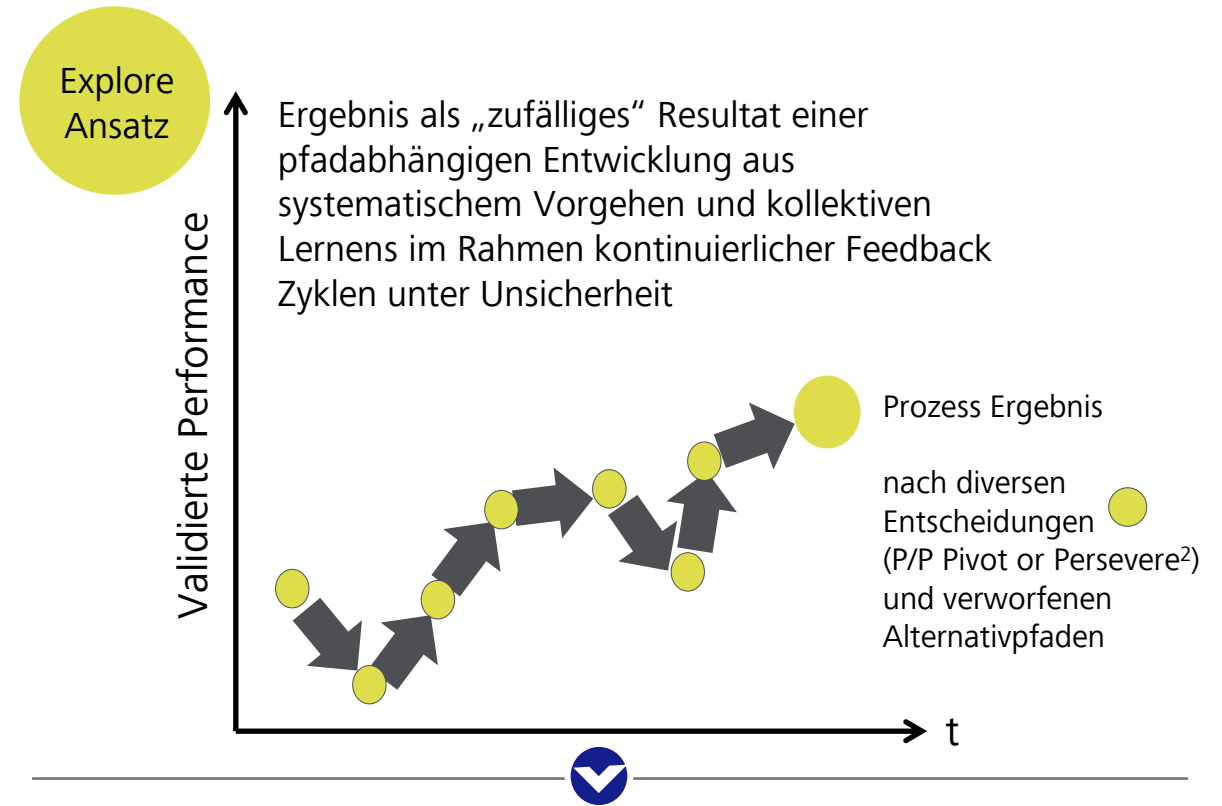 Explore
Ansatz
Ergebnis als „zufälliges“ Resultat einer
pfadabhängigen Entwicklung aus
systematischem Vorgehen und kollektiven
Lernens im Rahmen kontinuierlicher Feedback
Zyklen unter Unsicherheit
Validierte Performance
Prozess Ergebnis
nach diversen
Entscheidungen
(P/P Pivot or Persevere²)
und verworfenen
Alternativpfaden
t